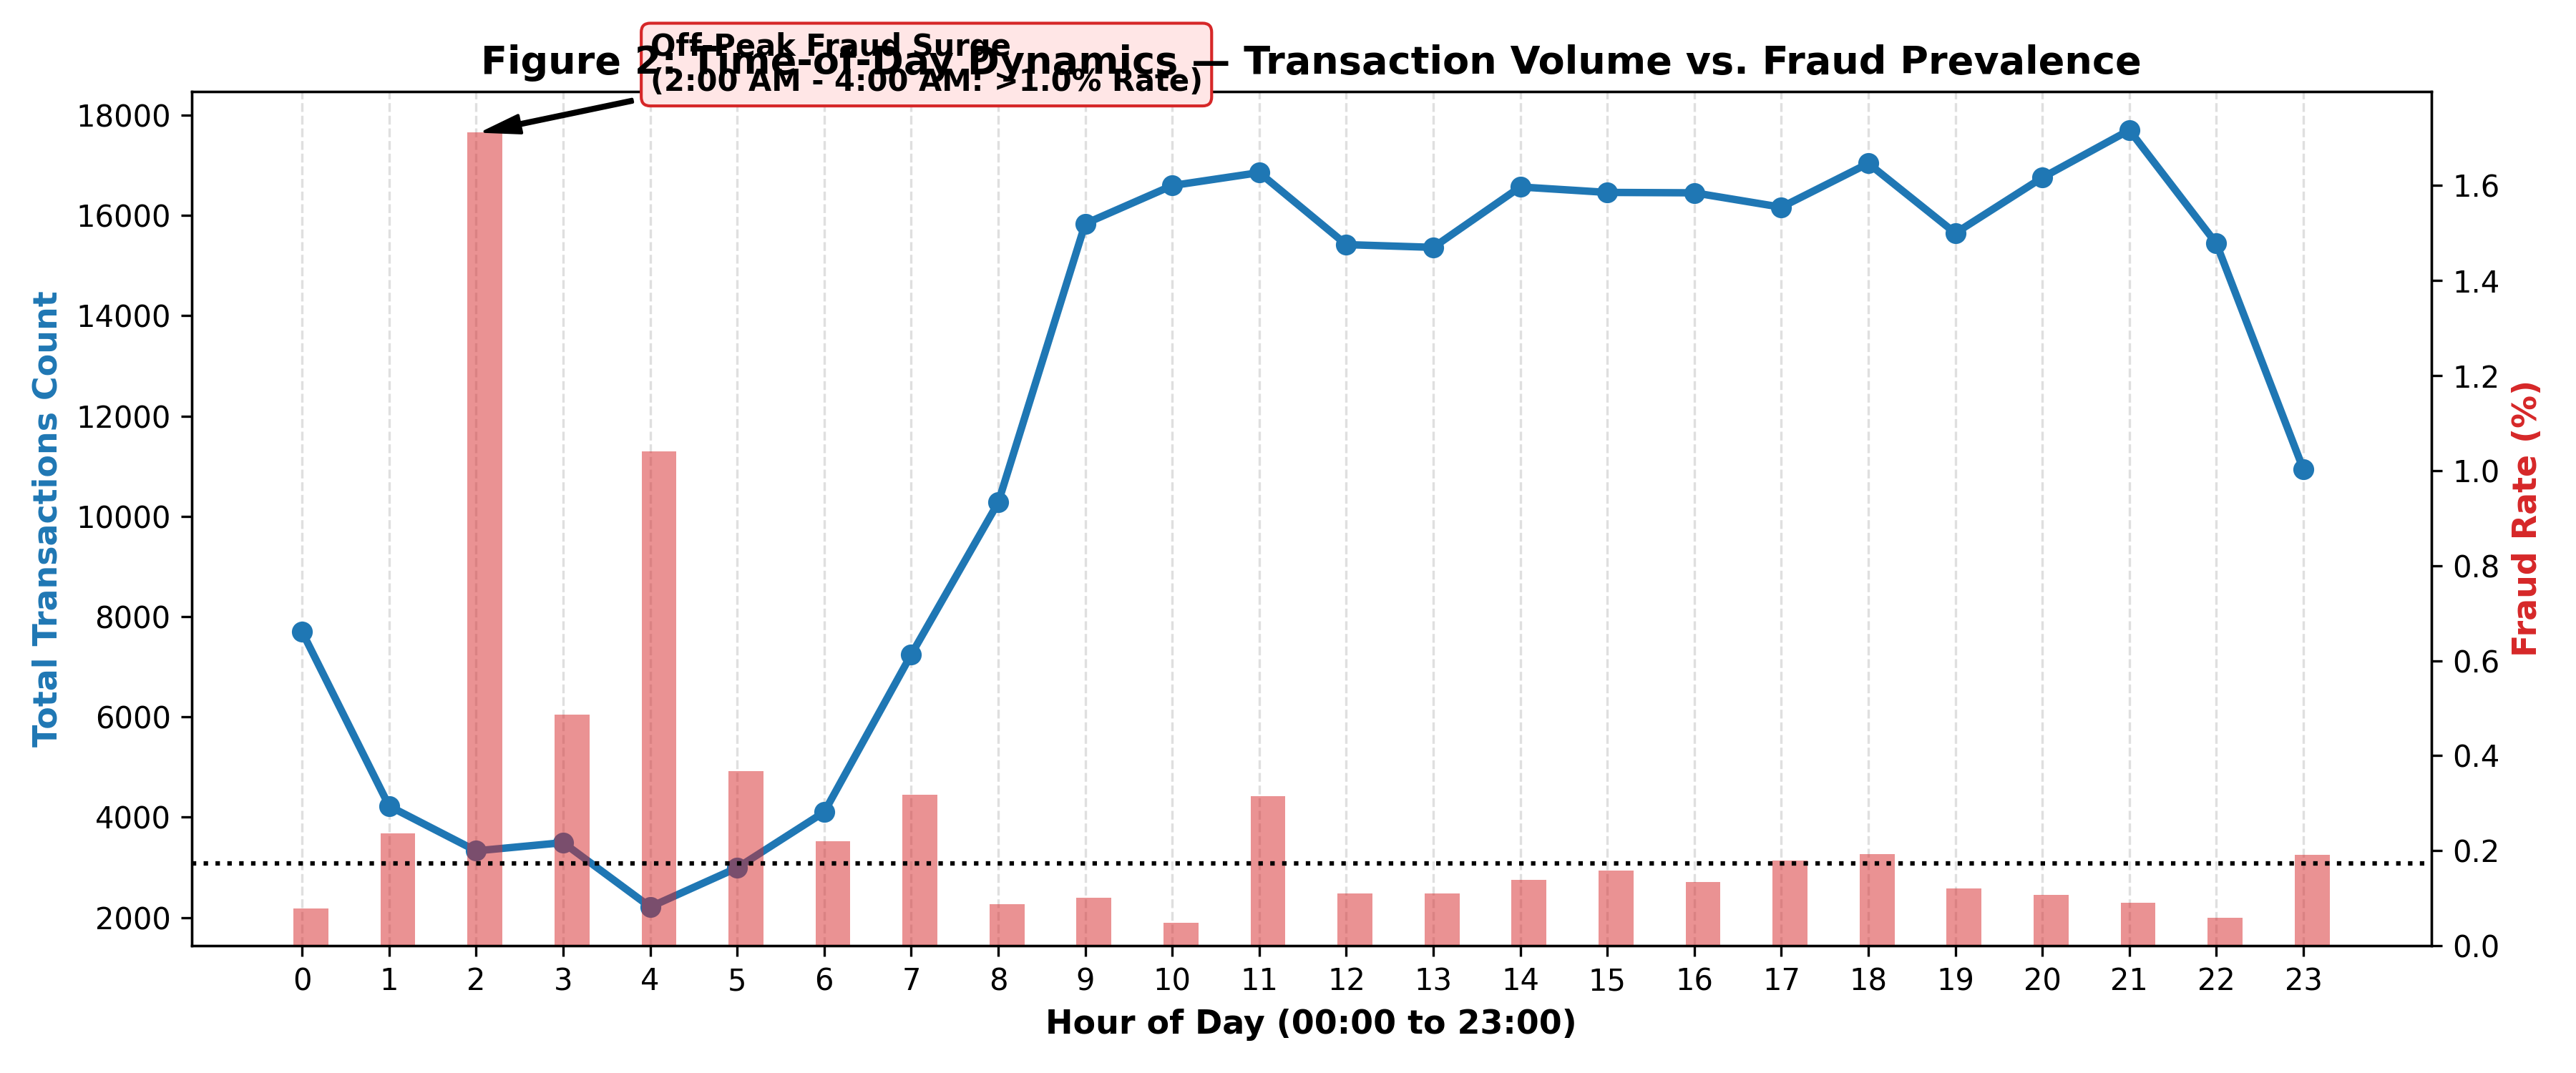 Off-Peak Fraud Surge
(2:00 AM - 4:00 AM: >1.0% Rate)
Figure 2: Time-of-Day Dynamics — Transaction Volume vs. Fraud Prevalence
Total Transactions Count
18000
16000
14000
12000
10000
8000
6000
4000
2000
1.6
1.4
1.2
1.0
0.8
0.6
0.4
0.2
0.0
Fraud Rate (%)
0 1 2 3 4 5 6 7 8 9 10 11 12 13 14 15 16 17 18 19 20 21 22 23
Hour of Day (00:00 to 23:00)